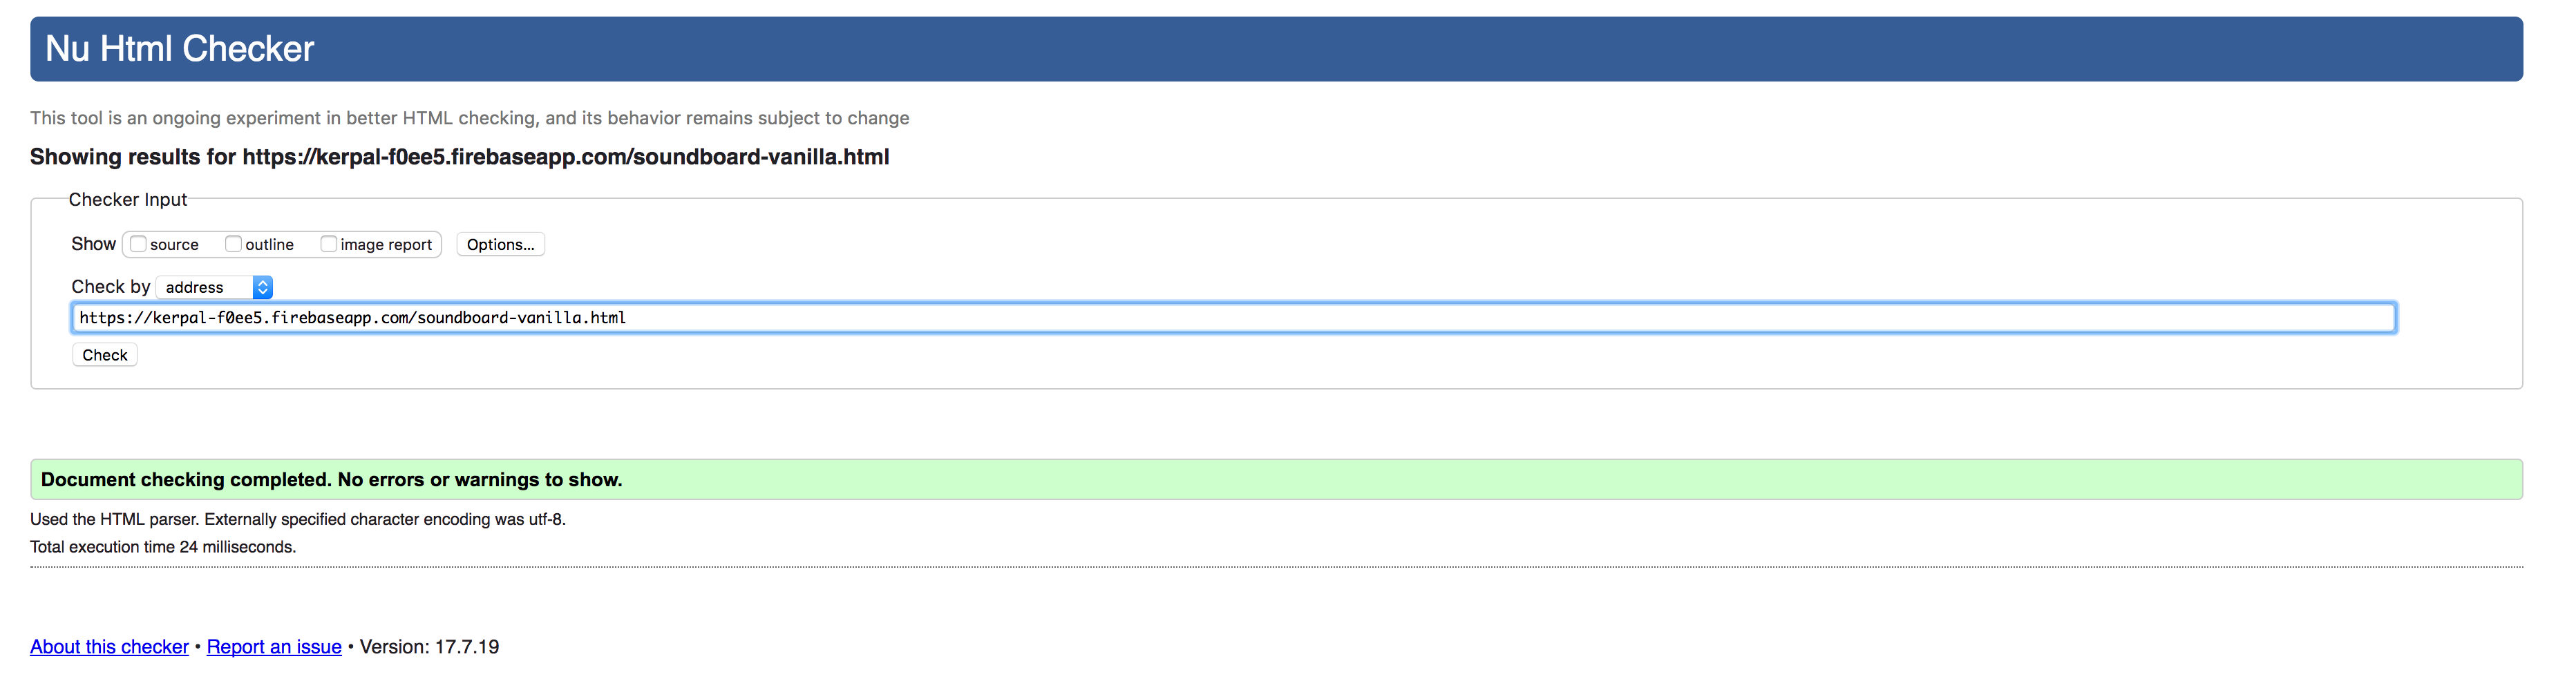 Nu Html Checker
This tool is an ongoing experiment in better HTML checking, and its behavior remains subject to change
Showing results for https://kerpal-f0ee5.firebaseapp.com/soundboard-vanilla.html
Checker Input
Show source outline image report Options...
Check by address
https://kerpal-f0ee5.firebaseapp.com/soundboard-vanilla.html
Check
Document checking completed. No errors or warnings to show.
Used the HTML parser. Externally specified character encoding was utf-8.
Total execution time 24 milliseconds.
About this checker • Report an issue • Version: 17.7.19